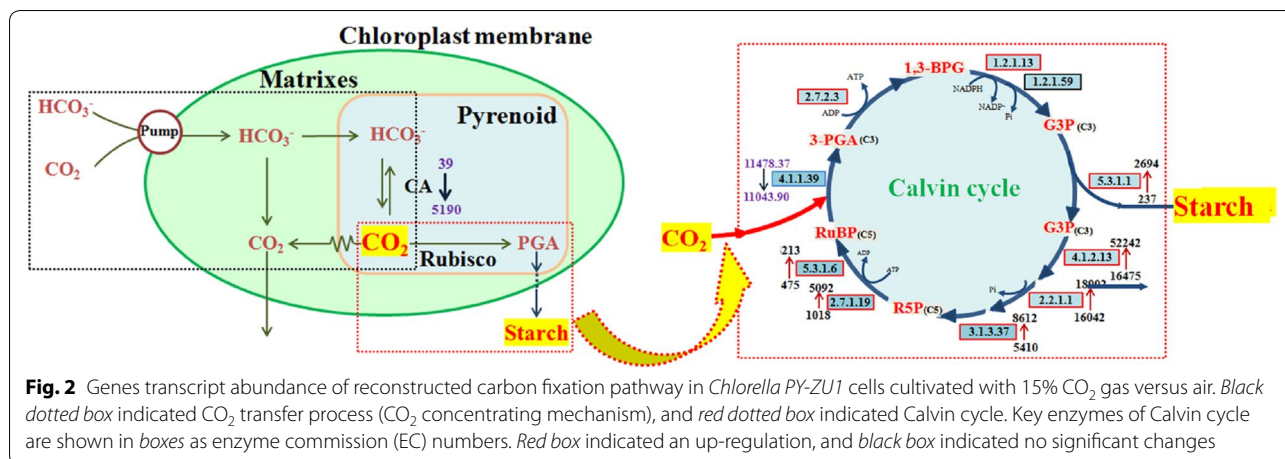 Chloroplast membrane
Matrixes
HCO₃⁻
Pump
CO₂
HCO₃⁻
HCO₃⁻
Pyrenoid
CA
39
5190
CO₂
CO₂
PGA
Rubisco
Starch
1,3-BPG
1.2.1.13
1.2.1.59
ATP
ADP
2.7.2.3
NADPH
NADP⁻
Pi
G3P(C3)
3-PGA(C3)
11478.37
11043.90
4.1.1.39
Calvin cycle
2694
5.3.1.1
237
Starch
CO₂
RuBP(C5)
G3P(C3)
52242
4.1.2.13
16475
213
5.3.1.6
475
ADP
ATP
5092
2.7.1.19
1018
R5P(C5)
Pi
18002
2.2.1.1
16042
8612
3.1.3.37
5410
Fig. 2 Genes transcript abundance of reconstructed carbon fixation pathway in Chlorella PY-ZU1 cells cultivated with 15% CO₂ gas versus air. Black
dotted box indicated CO₂ transfer process (CO₂ concentrating mechanism), and red dotted box indicated Calvin cycle. Key enzymes of Calvin cycle
are shown in boxes as enzyme commission (EC) numbers. Red box indicated an up-regulation, and black box indicated no significant changes